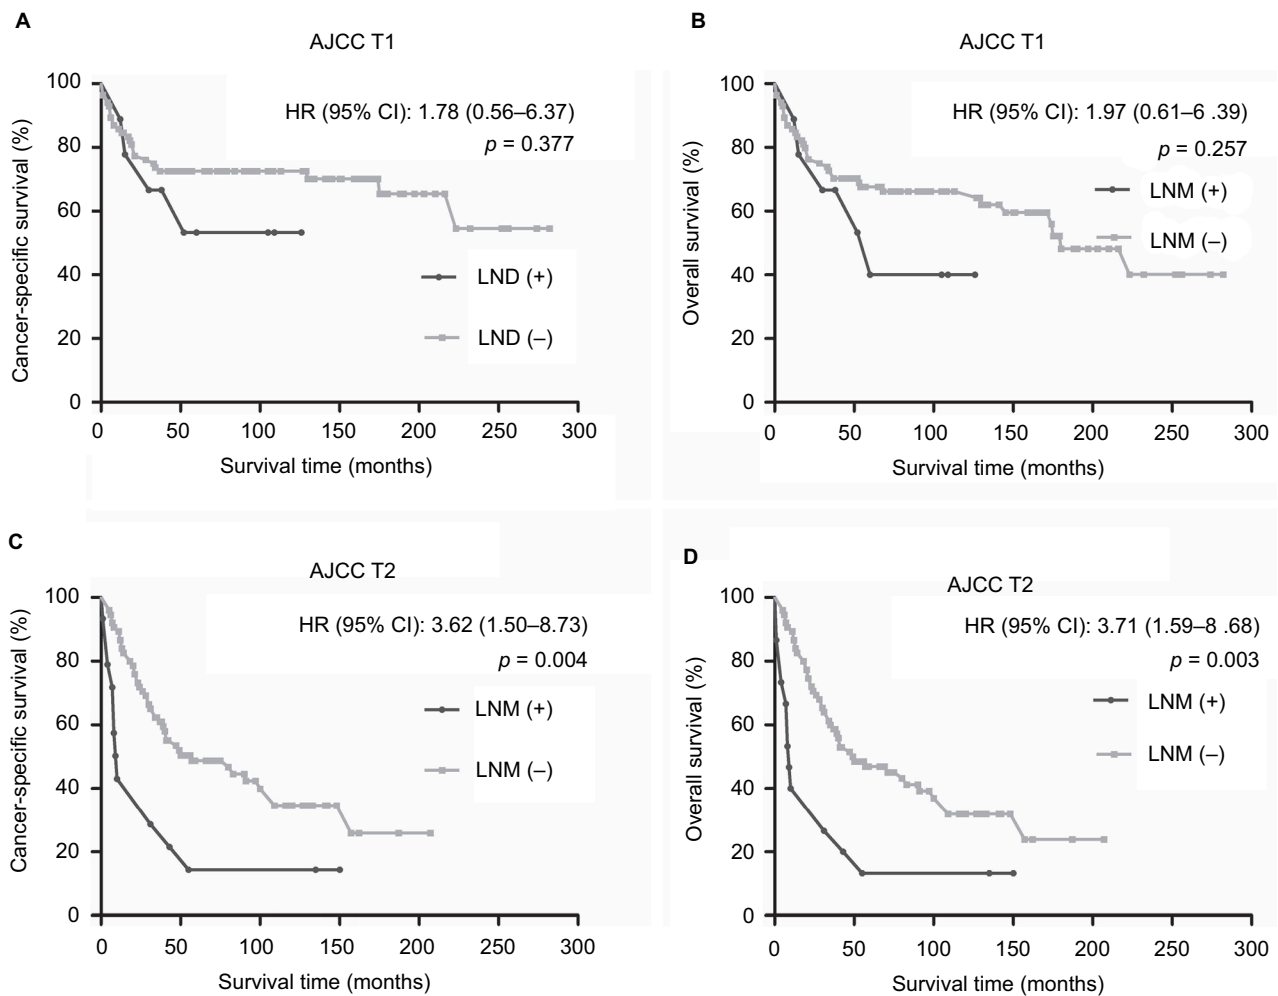 A
AJCC T1
HR (95% CI): 1.78 (0.56–6.37)
p = 0.377
Cancer-specific survival (%)
100
80
60
40
20
0
LND (+)
LND (–)
0 50 100 150 200 250 300
Survival time (months)
B
AJCC T1
HR (95% CI): 1.97 (0.61–6 .39)
p = 0.257
Overall survival (%)
100
80
60
40
20
0
LNM (+)
LNM (–)
0 50 100 150 200 250 300
Survival time (months)
C
AJCC T2
HR (95% CI): 3.62 (1.50–8.73)
p = 0.004
Cancer-specific survival (%)
100
80
60
40
20
0
LNM (+)
LNM (–)
0 50 100 150 200 250 300
Survival time (months)
D
AJCC T2
HR (95% CI): 3.71 (1.59–8 .68)
p = 0.003
Overall survival (%)
100
80
60
40
20
0
LNM (+)
LNM (–)
0 50 100 150 200 250 300
Survival time (months)